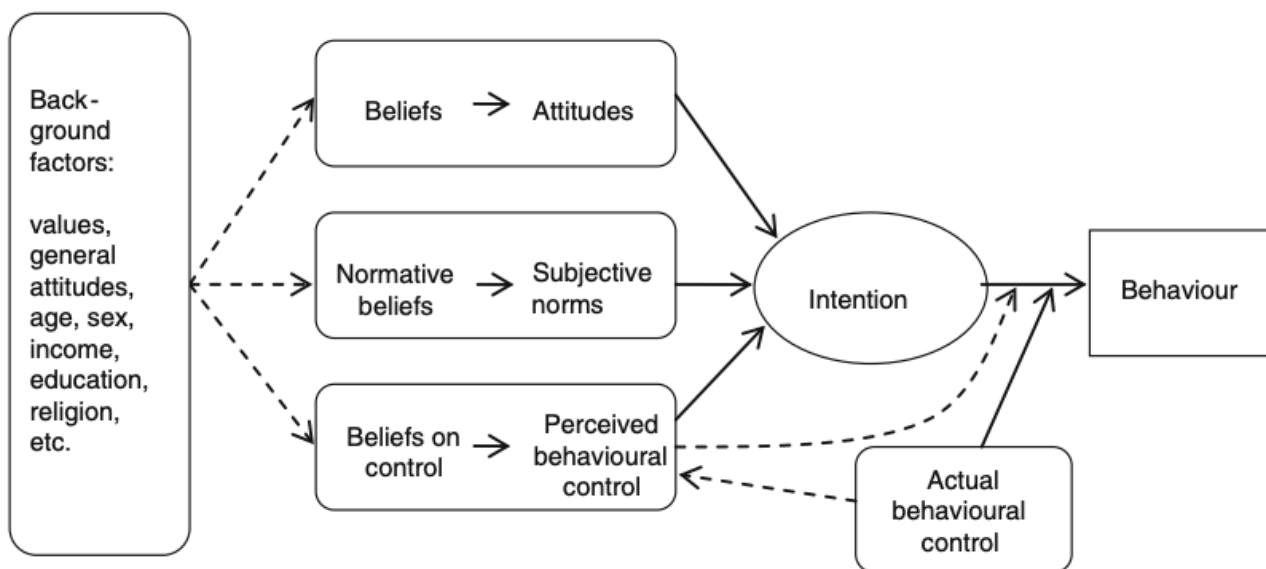 Back-
ground
factors:
values,
general
attitudes,
age, sex,
income,
education,
religion,
etc.
Beliefs
Attitudes
Normative
beliefs
Subjective
norms
Beliefs on
control
Perceived
behavioural
control
Intention
Behaviour
Actual
behavioural
control